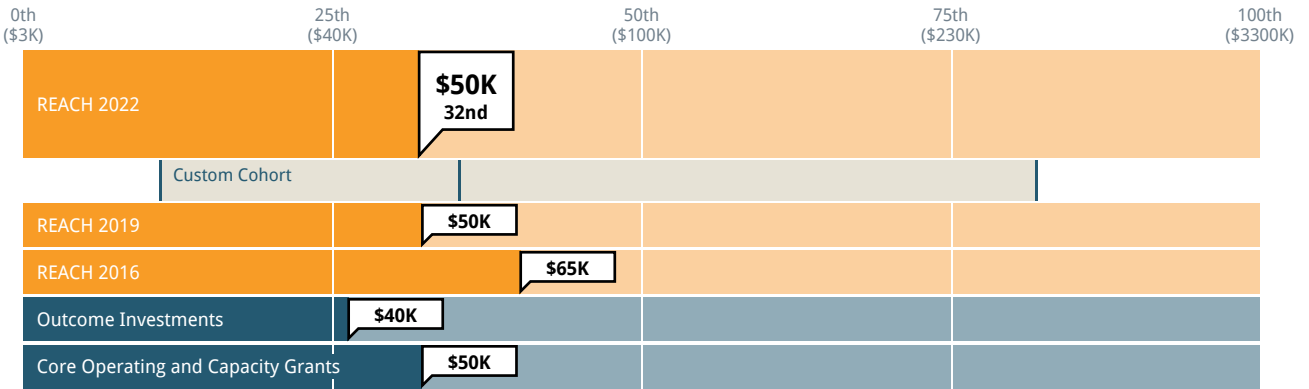 0th 25th 50th 75th 100th
($3K) ($40K) ($100K) ($230K) ($3300K)
$50K
32nd
REACH 2022
Custom Cohort
REACH 2019 $50K
REACH 2016 $65K
Outcome Investments $40K
Core Operating and Capacity Grants $50K